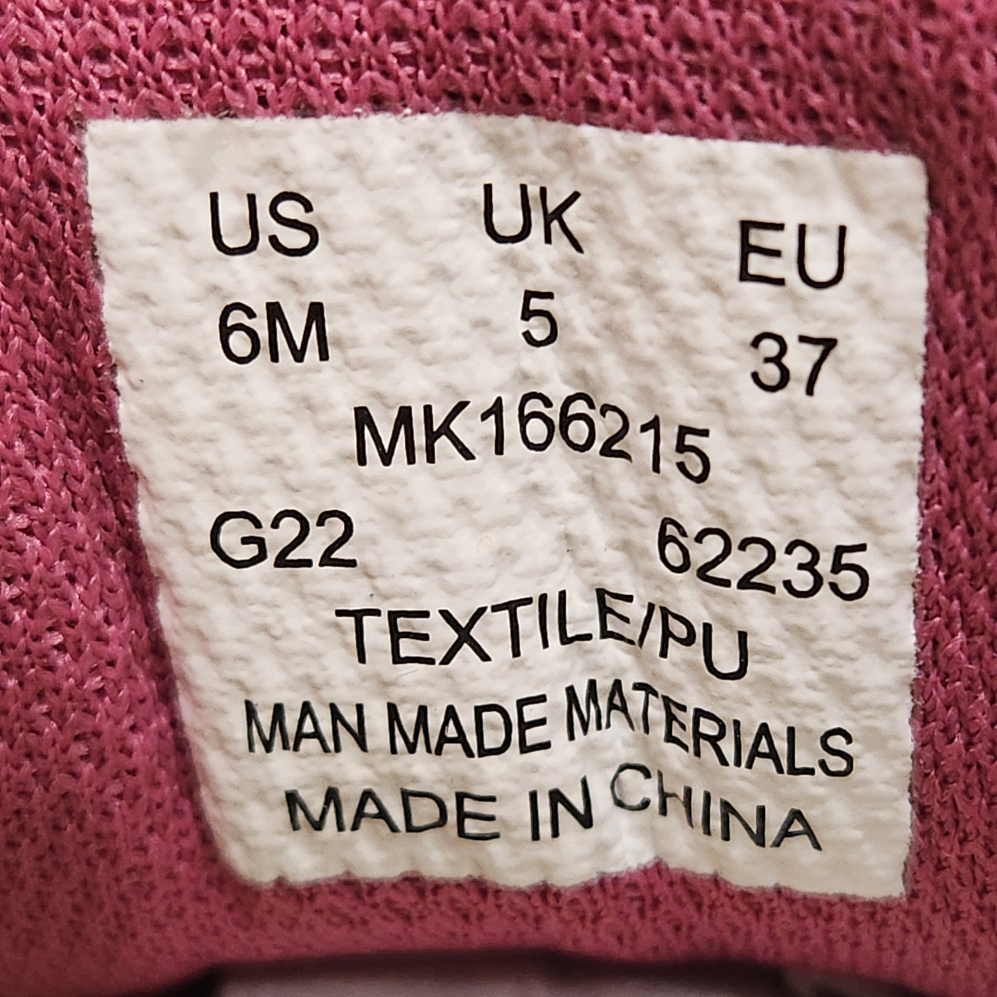 US UK EU
6M 5 37
MK166215
G22 62235
TEXTILE/PU
MAN MADE MATERIALS
MADE IN CHINA